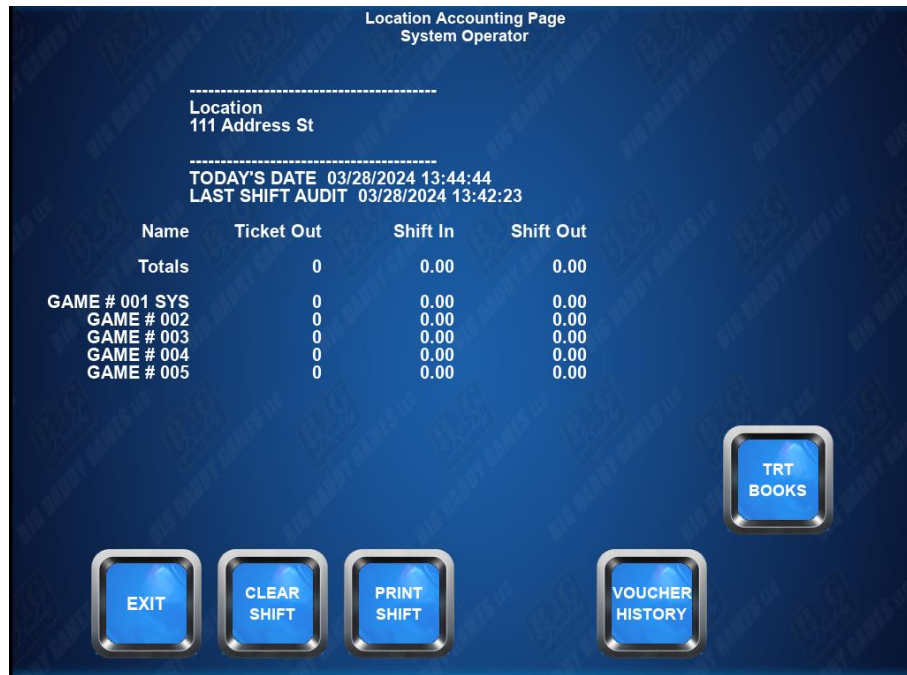 Location Accounting Page
System Operator
----------------------------------------
Location
111 Address St
----------------------------------------
TODAY'S DATE 03/28/2024 13:44:44
LAST SHIFT AUDIT 03/28/2024 13:42:23
Name Ticket Out Shift In Shift Out
Totals 0 0.00 0.00
GAME # 001 SYS 0 0.00 0.00
GAME # 002 0 0.00 0.00
GAME # 003 0 0.00 0.00
GAME # 004 0 0.00 0.00
GAME # 005 0 0.00 0.00
TRT
BOOKS
EXIT
CLEAR
SHIFT
PRINT
SHIFT
VOUCHER
HISTORY
BIG DADDY GAMES LLC